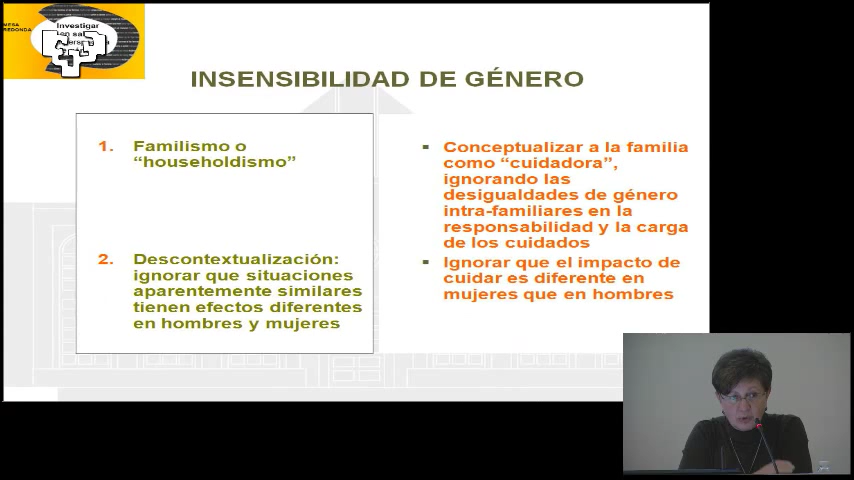 MESA
REDONDA
Investigar
en sa
INSENSIBILIDAD DE GÉNERO
1. Familismo o
“householdismo”
2. Descontextualización:
ignorar que situaciones
aparentemente similares
tienen efectos diferentes
en hombres y mujeres
▪ Conceptualizar a la familia
como “cuidadora”,
ignorando las
desigualdades de género
intra-familiares en la
responsabilidad y la carga
de los cuidados
▪ Ignorar que el impacto de
cuidar es diferente en
mujeres que en hombres